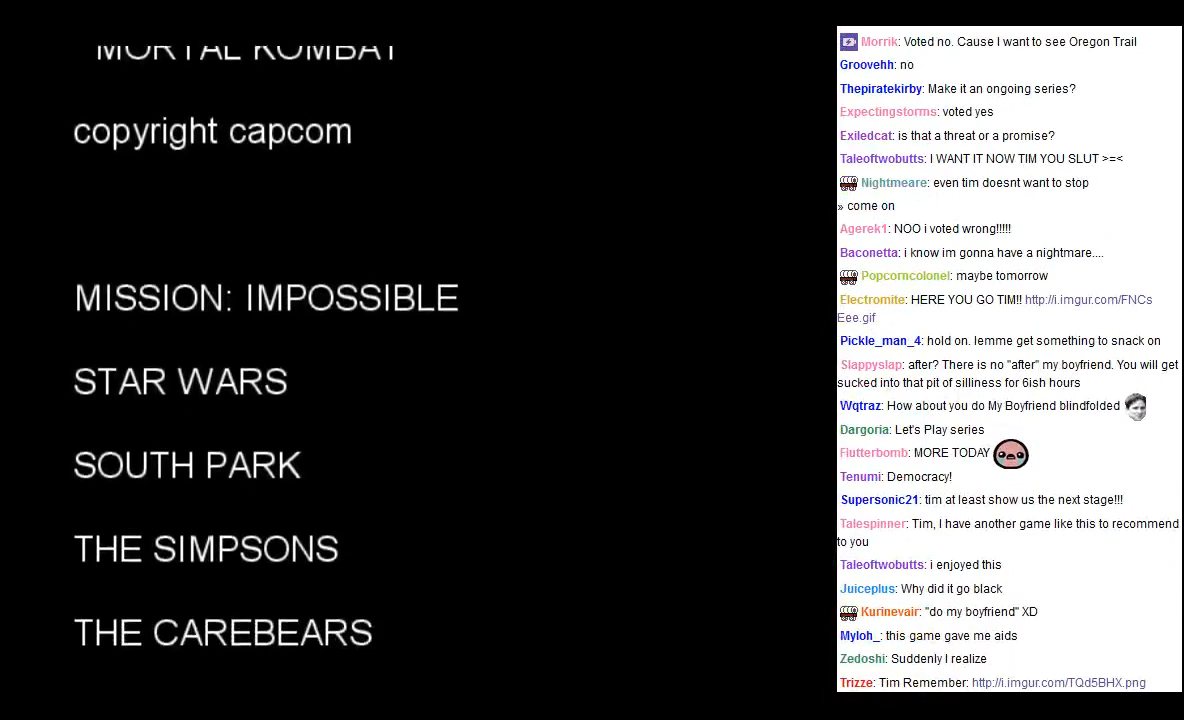 MORTAL KOMBAT
copyright capcom
MISSION: IMPOSSIBLE
STAR WARS
SOUTH PARK
THE SIMPSONS
THE CAREBEARS
Morrik: Voted no. Cause I want to see Oregon Trail
Groovehh: no
Thepiratekirby: Make it an ongoing series?
Expectingstorms: voted yes
Exiledcat: is that a threat or a promise?
Taleoftwobutts: I WANT IT NOW TIM YOU SLUT >=<
Nightmeare: even tim doesnt want to stop
» come on
Agerek1: NOO i voted wrong!!!!!
Baconetta: i know im gonna have a nightmare....
Popcorncolonel: maybe tomorrow
Electromite: HERE YOU GO TIM!! http://i.imgur.com/FNCs
Eee.gif
Pickle_man_4: hold on. lemme get something to snack on
Slappyslap: after? There is no "after" my boyfriend. You will get
sucked into that pit of silliness for 6ish hours
Wqtraz: How about you do My Boyfriend blindfolded
Dargoria: Let's Play series
Flutterbomb: MORE TODAY
Tenumi: Democracy!
Supersonic21: tim at least show us the next stage!!!
Talespinner: Tim, I have another game like this to recommend
to you
Taleoftwobutts: i enjoyed this
Juiceplus: Why did it go black
Kurinevair: "do my boyfriend" XD
Myloh_: this game gave me aids
Zedoshi: Suddenly I realize
Trizze: Tim Remember: http://i.imgur.com/TQd5BHX.png